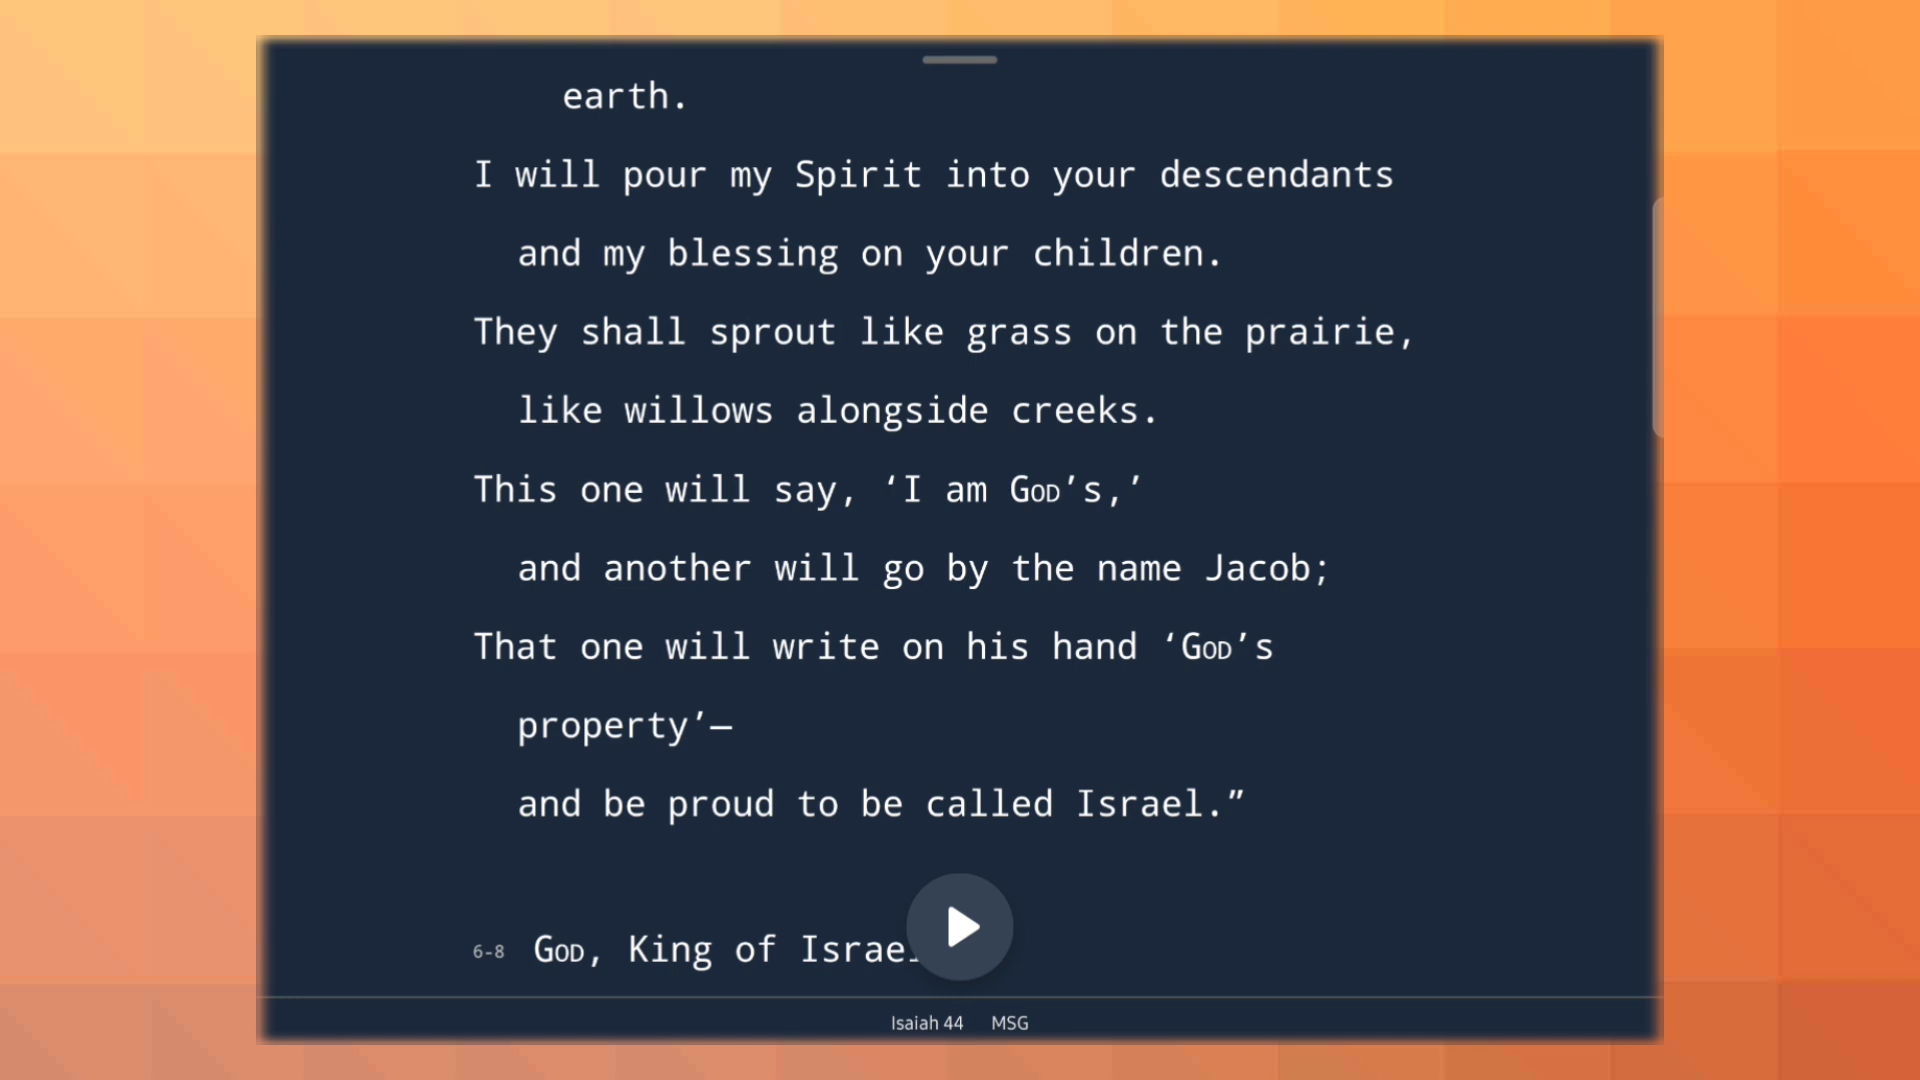 earth.
I will pour my Spirit into your descendants
and my blessing on your children.
They shall sprout like grass on the prairie,
like willows alongside creeks.
This one will say, ‘I am GOD’s,’
and another will go by the name Jacob;
That one will write on his hand ‘GOD’s
property’—
and be proud to be called Israel.”
6-8 GOD, King of Israel
Isaiah 44 MSG